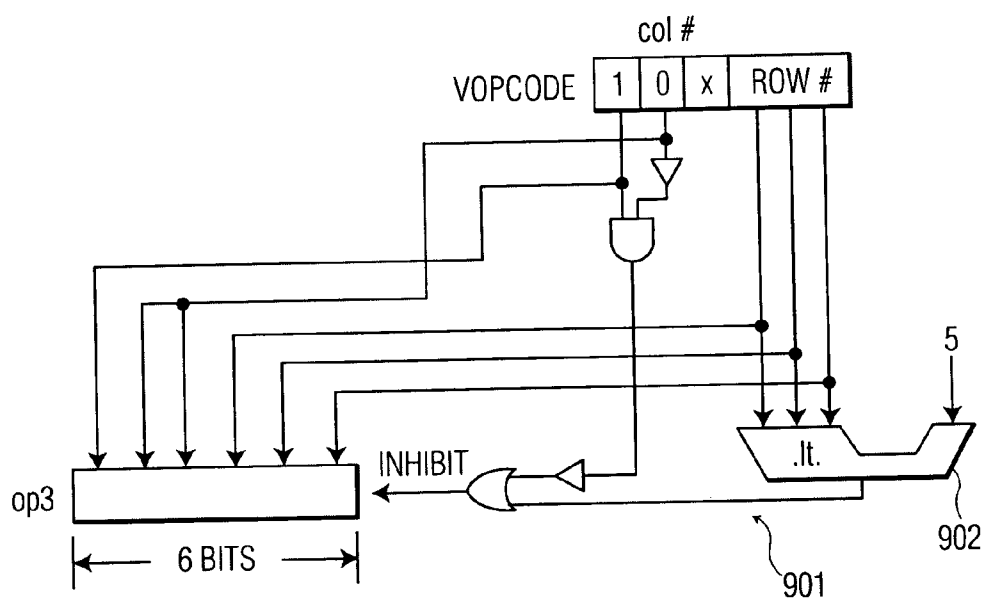 col #
VOPCODE 1 0 x ROW #
5
.lt.
INHIBIT
op3
902
6 BITS
901